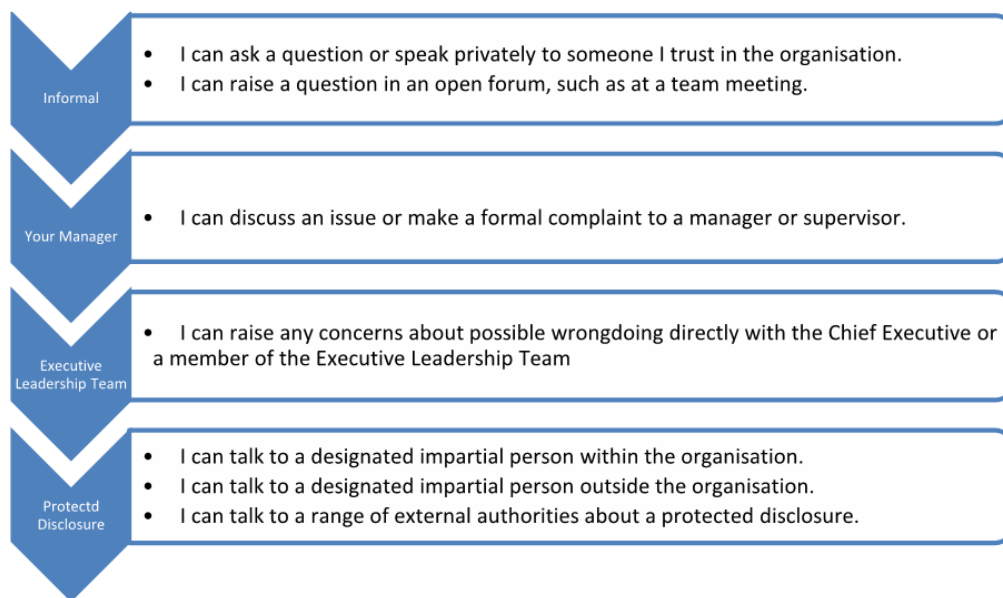 Informal
• I can ask a question or speak privately to someone I trust in the organisation.
• I can raise a question in an open forum, such as at a team meeting.
Your Manager
• I can discuss an issue or make a formal complaint to a manager or supervisor.
Executive
Leadership Team
• I can raise any concerns about possible wrongdoing directly with the Chief Executive or
a member of the Executive Leadership Team
Protectd
Disclosure
• I can talk to a designated impartial person within the organisation.
• I can talk to a designated impartial person outside the organisation.
• I can talk to a range of external authorities about a protected disclosure.